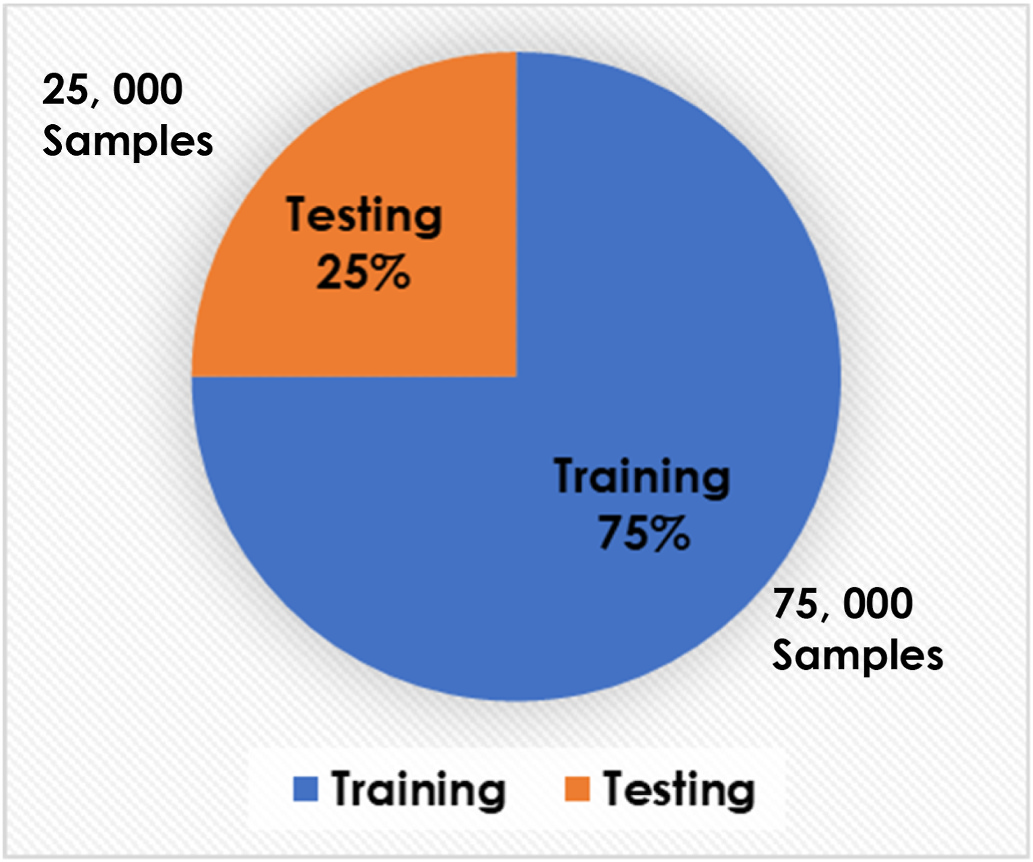 25, 000
Samples
Testing
25%
Training
75%
75, 000
Samples
Training Testing